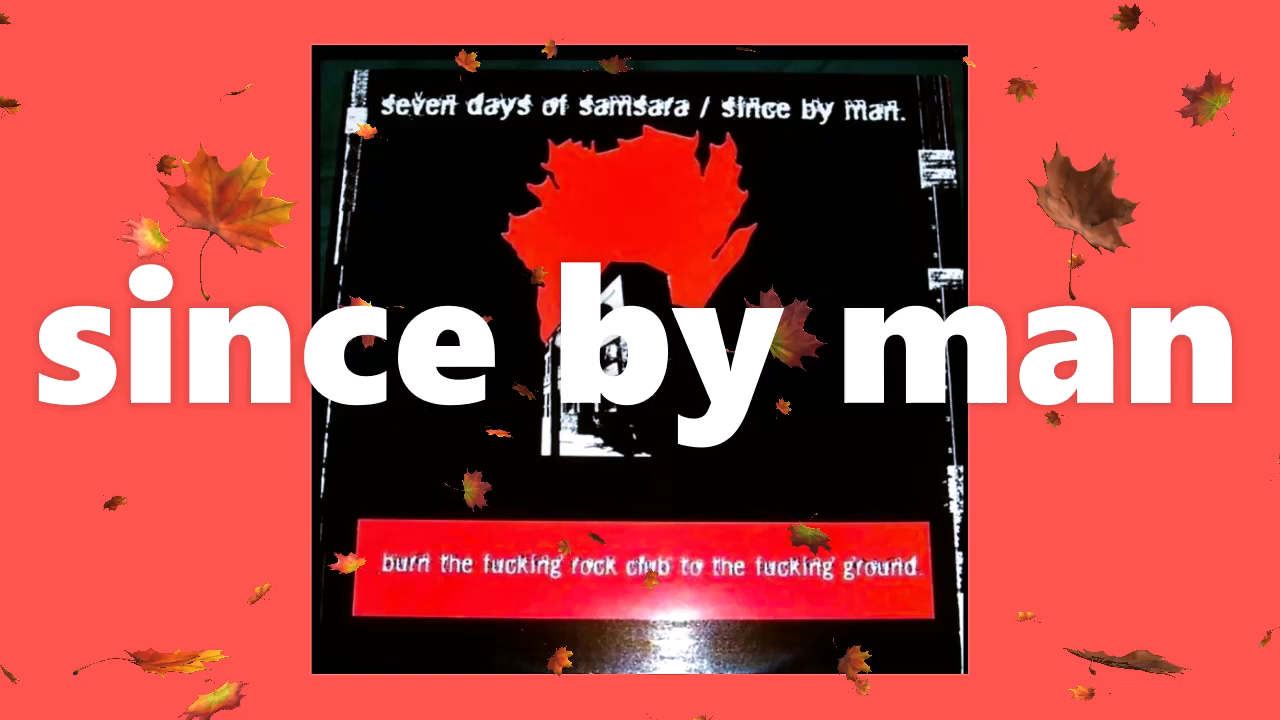 seven days of samsara / since by man.
since by man
burn the fucking rock club to the fucking ground.